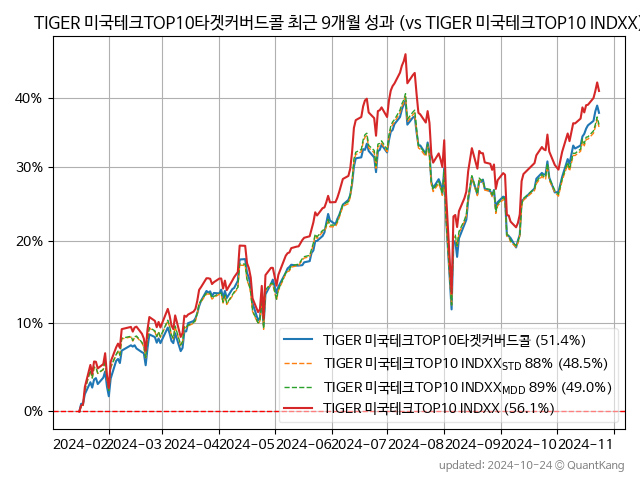 TIGER 미국테크TOP10타겟커버드콜 최근 9개월 성과 (vs TIGER 미국테크TOP10 INDXX)
40%
30%
20%
10%
0%
TIGER 미국테크TOP10타겟커버드콜 (51.4%)
TIGER 미국테크TOP10 INDXX_STD 88% (48.5%)
TIGER 미국테크TOP10 INDXX_MDD 89% (49.0%)
TIGER 미국테크TOP10 INDXX (56.1%)
2024-02 2024-03 2024-04 2024-05 2024-06 2024-07 2024-08 2024-09 2024-10 2024-11
updated: 2024-10-24 © QuantKang